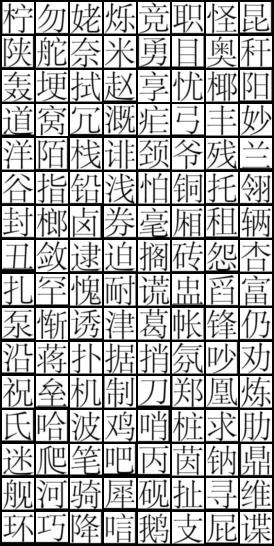 柠勿姥烁竞职怪昆
陕舵奈米勇目奥秆
轰埂拭赵享忧椰阳
道窝冗溉疟弓丰妙
洋陌栈诽颈爷残兰
谷指铅浅怕铜托翎
封榔卤券毫厢租辆
丑敛逮迫搁砖怨杏
扎罕愧耐谎盅舀富
泵惭诱津葛帐锋仍
沿蒋扑据捎氛吵劝
祝垒机制刀郑凰炼
氏哈波鸡哨桩求肋
迷爬笔吧丙茵钠鼎
舰河骑犀砚扯寻维
环巧降唁鹅支屁谍